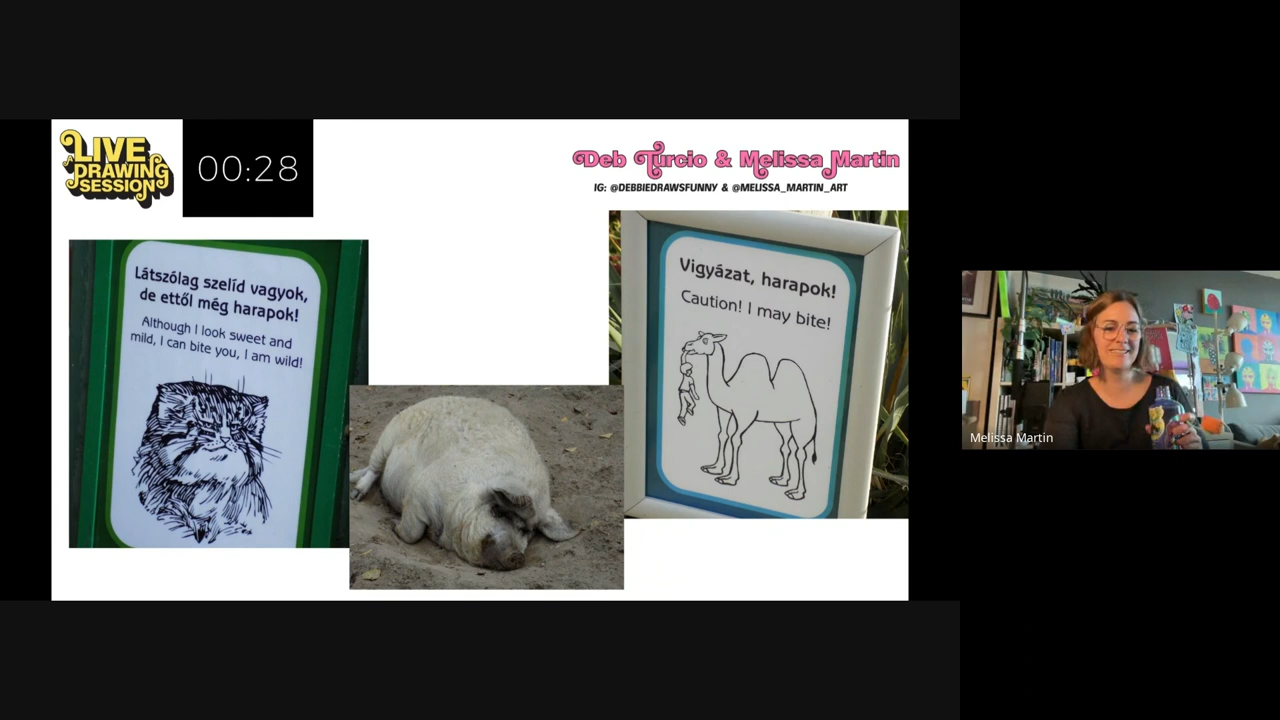 LIVE
DRAWING
SESSION
00:28
Deb Turcio & Melissa Martin
IG: @DEBBIEDRAWSFUNNY & @MELISSA_MARTIN_ART
Látszólag szelíd vagyok,
de ettől még harapok!
Although I look sweet and
mild, I can bite you, I am wild!
Vigyázat, harapok!
Caution! I may bite!
Melissa Martin